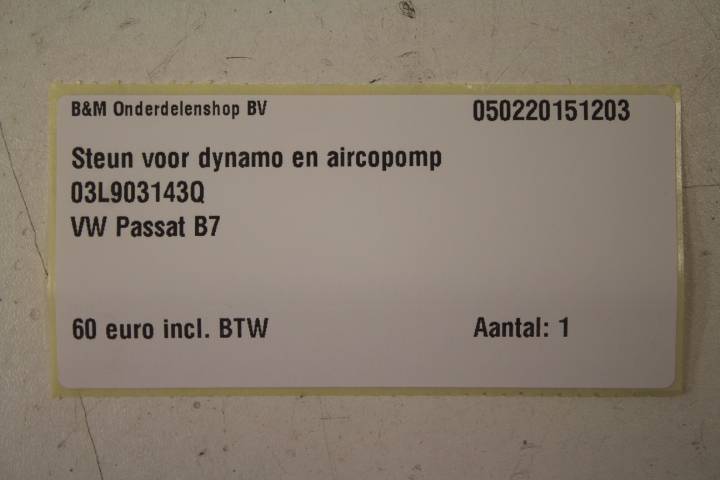 B&M Onderdelenshop BV 050220151203
Steun voor dynamo en aircopomp
03L903143Q
VW Passat B7
60 euro incl. BTW Aantal: 1